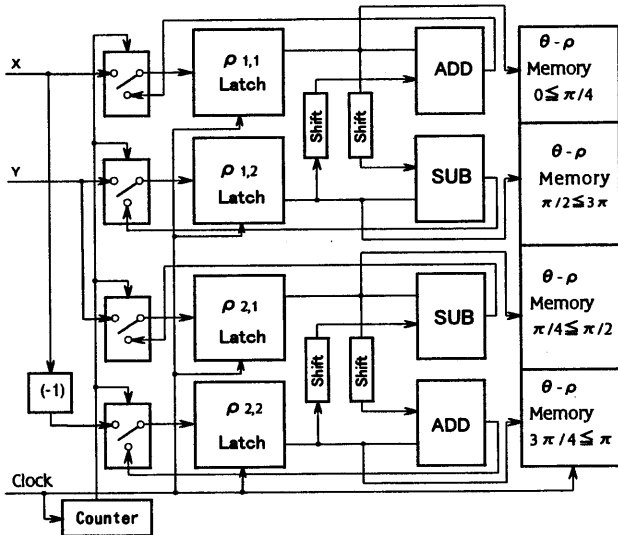 X
Y
Clock
(-1)
Counter
ρ 1,1
Latch
ρ 1,2
Latch
ρ 2,1
Latch
ρ 2,2
Latch
Shift
Shift
Shift
Shift
ADD
SUB
SUB
ADD
θ - ρ
Memory
0 ≦ π/4
θ - ρ
Memory
π/2 ≦ 3π
θ - ρ
Memory
π/4 ≦ π/2
θ - ρ
Memory
3 π/4 ≦ π